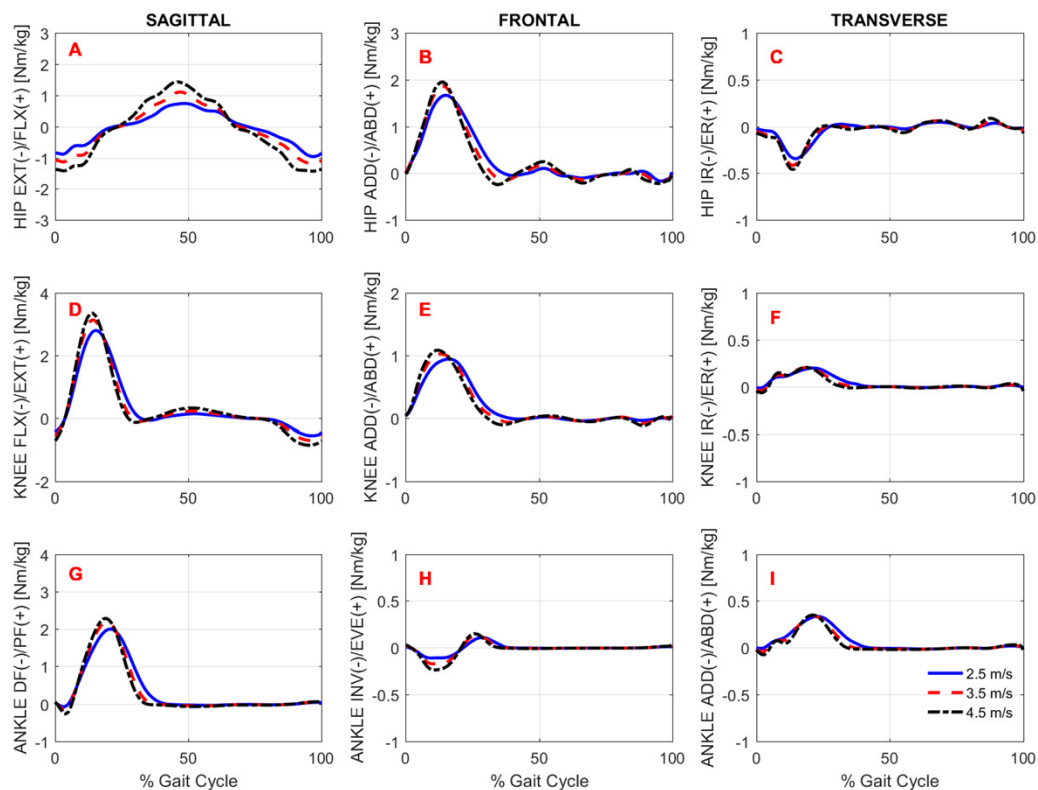 SAGITTAL
FRONTAL
TRANSVERSE
HIP EXT(-)/FLX(+) [Nm/kg]
3
2
1
0
-1
-2
-3
A
0
50
100
HIP ADD(-)/ABD(+) [Nm/kg]
3
2
1
0
-1
B
0
50
100
HIP IR(-)/ER(+) [Nm/kg]
1
0.5
0
-0.5
-1
C
0
50
100
KNEE FLX(-)/EXT(+) [Nm/kg]
4
2
0
-2
D
0
50
100
KNEE ADD(-)/ABD(+) [Nm/kg]
2
1
0
-1
E
0
50
100
KNEE IR(-)/ER(+) [Nm/kg]
1
0.5
0
-0.5
-1
F
0
50
100
ANKLE DF(-)/PF(+) [Nm/kg]
4
3
2
1
0
-1
G
0
50
100
% Gait Cycle
ANKLE INV(-)/EVE(+) [Nm/kg]
1
0.5
0
-0.5
-1
H
0
50
100
% Gait Cycle
ANKLE ADD(-)/ABD(+) [Nm/kg]
1
0.5
0
-0.5
-1
I
2.5 m/s
3.5 m/s
4.5 m/s
0
50
100
% Gait Cycle